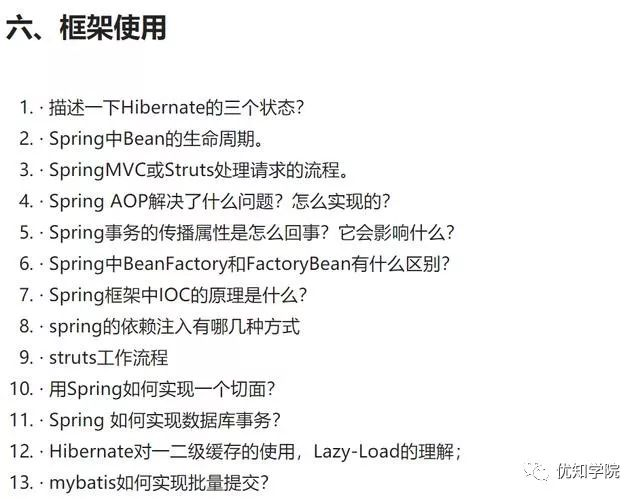 六、框架使用
1. · 描述一下Hibernate的三个状态？
2. · Spring中Bean的生命周期。
3. · SpringMVC或Struts处理请求的流程。
4. · Spring AOP解决了什么问题？怎么实现的？
5. · Spring事务的传播属性是怎么回事？它会影响什么？
6. · Spring中BeanFactory和FactoryBean有什么区别？
7. · Spring框架中IOC的原理是什么？
8. · spring的依赖注入有哪几种方式
9. · struts工作流程
10. · 用Spring如何实现一个切面？
11. · Spring 如何实现数据库事务？
12. · Hibernate对一二级缓存的使用，Lazy-Load的理解；
13. · mybatis如何实现批量提交？
优知学院